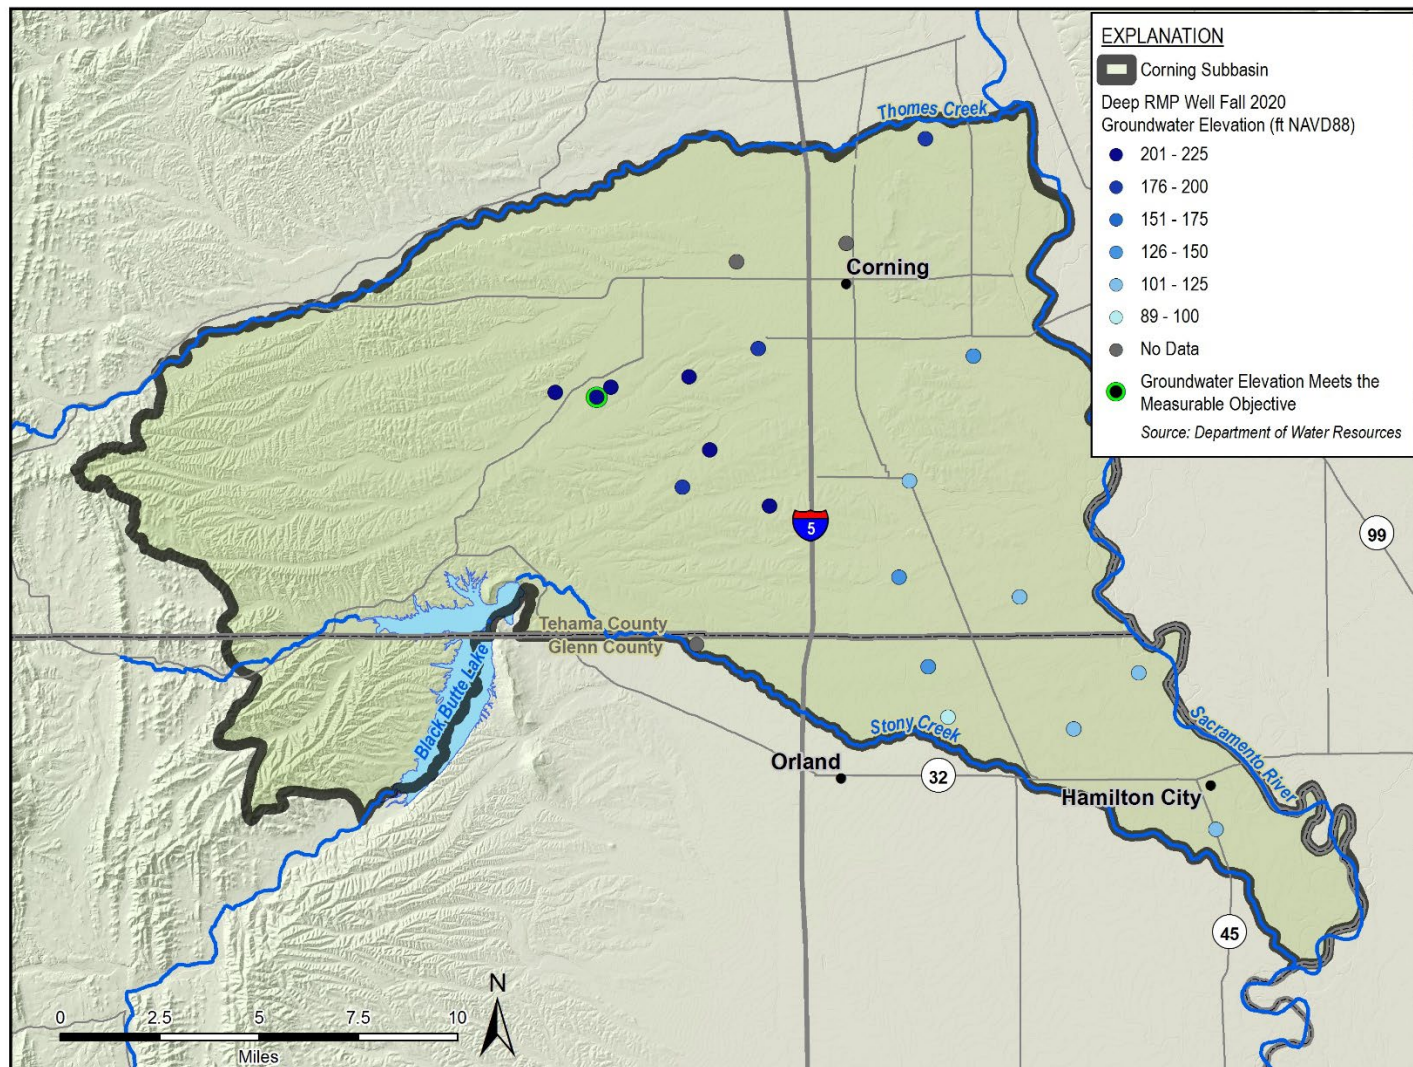 EXPLANATION
Corning Subbasin
Deep RMP Well Fall 2020
Groundwater Elevation (ft NAVD88)
201 - 225
176 - 200
151 - 175
126 - 150
101 - 125
89 - 100
No Data
Groundwater Elevation Meets the
Measurable Objective
Source: Department of Water Resources
Thomes Creek
Corning
5
99
Tehama County
Glenn County
Black Butte Lake
Stony Creek
Sacramento River
Orland
32
Hamilton City
45
N
0 2.5 5 7.5 10
Miles